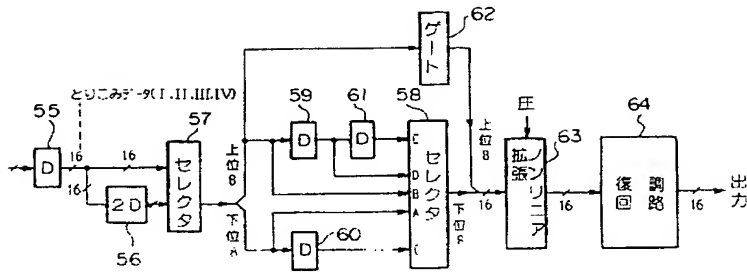 62
ゲート
とりこみデータ(I.II.III.IV)
55
D
16
16
16
2D
56
57
セレクタ
上位8
下位8
59
D
61
D
58
セレクタ
E
D
B
A
D
60
上位8
下位8
16
圧
63
ノンリニア
拡張
16
64
復調
回路
16
出力